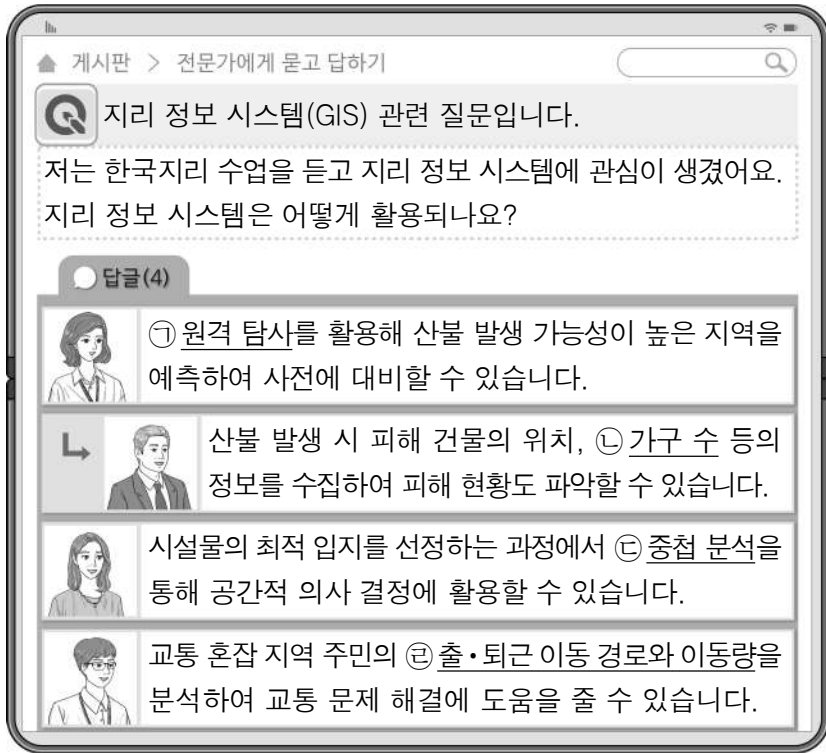 게시판 > 전문가에게 묻고 답하기
지리 정보 시스템(GIS) 관련 질문입니다.
저는 한국지리 수업을 듣고 지리 정보 시스템에 관심이 생겼어요.
지리 정보 시스템은 어떻게 활용되나요?
답글(4)
㉠ 원격 탐사를 활용해 산불 발생 가능성이 높은 지역을
예측하여 사전에 대비할 수 있습니다.
산불 발생 시 피해 건물의 위치, ㉡ 가구 수 등의
정보를 수집하여 피해 현황도 파악할 수 있습니다.
시설물의 최적 입지를 선정하는 과정에서 ㉢ 중첩 분석을
통해 공간적 의사 결정에 활용할 수 있습니다.
교통 혼잡 지역 주민의 ㉣ 출·퇴근 이동 경로와 이동량을
분석하여 교통 문제 해결에 도움을 줄 수 있습니다.